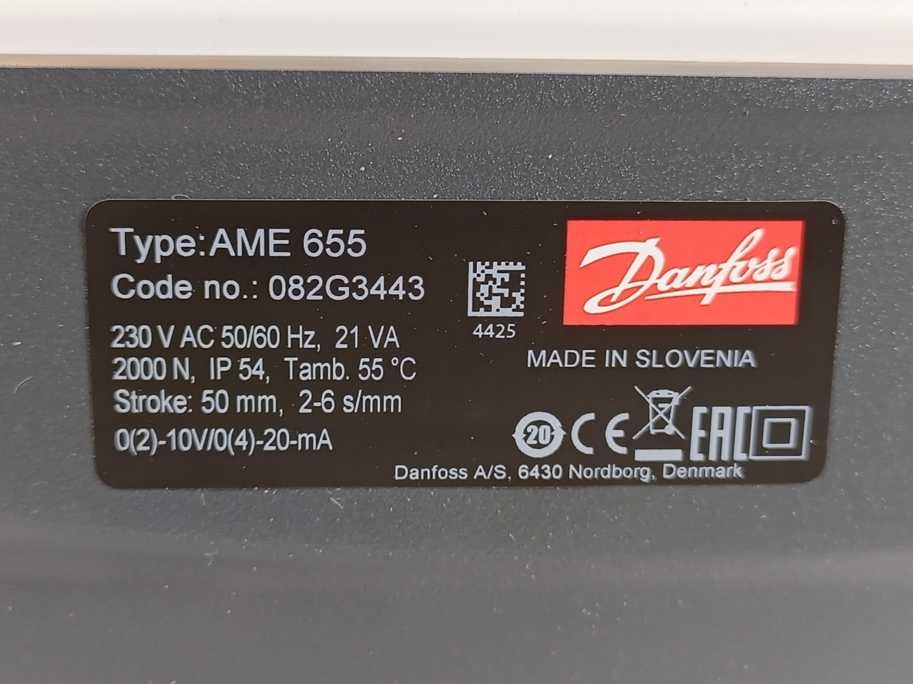 Type:AME 655
Code no.: 082G3443
230 V AC 50/60 Hz, 21 VA
2000 N, IP 54, Tamb. 55 °C
Stroke: 50 mm, 2-6 s/mm
0(2)-10V/0(4)-20-mA
4425
Danfoss
MADE IN SLOVENIA
20 CE EAC
Danfoss A/S, 6430 Nordborg, Denmark